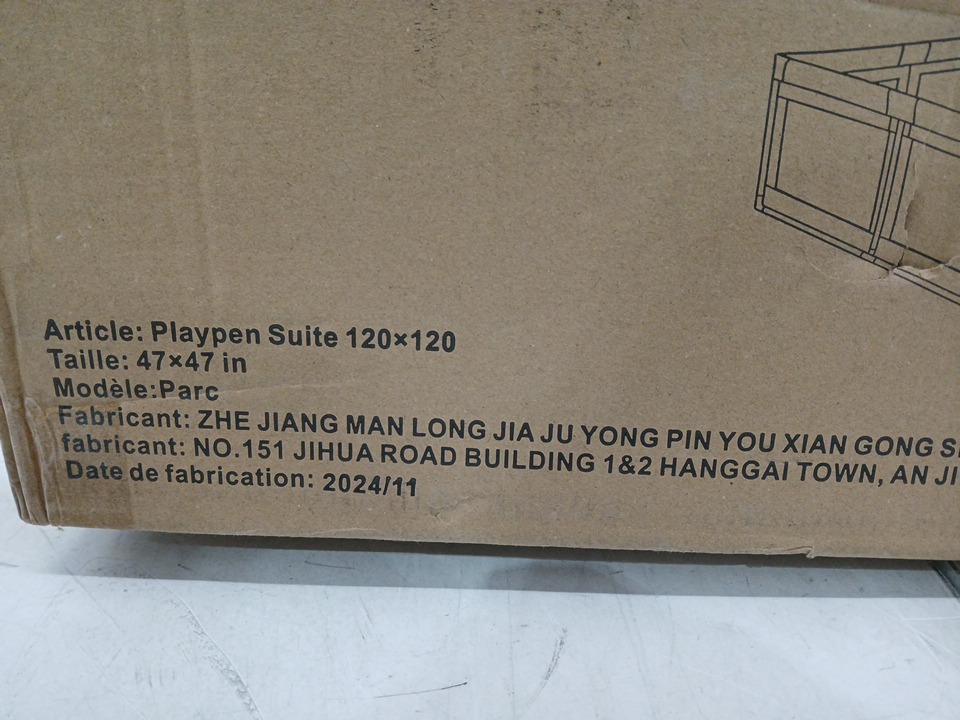 Article: Playpen Suite 120×120
Taille: 47×47 in
Modèle:Parc
Fabricant: ZHE JIANG MAN LONG JIA JU YONG PIN YOU XIAN GONG
fabricant: NO.151 JIHUA ROAD BUILDING 1&2 HANGGAI TOWN, AN JI
Date de fabrication: 2024/11